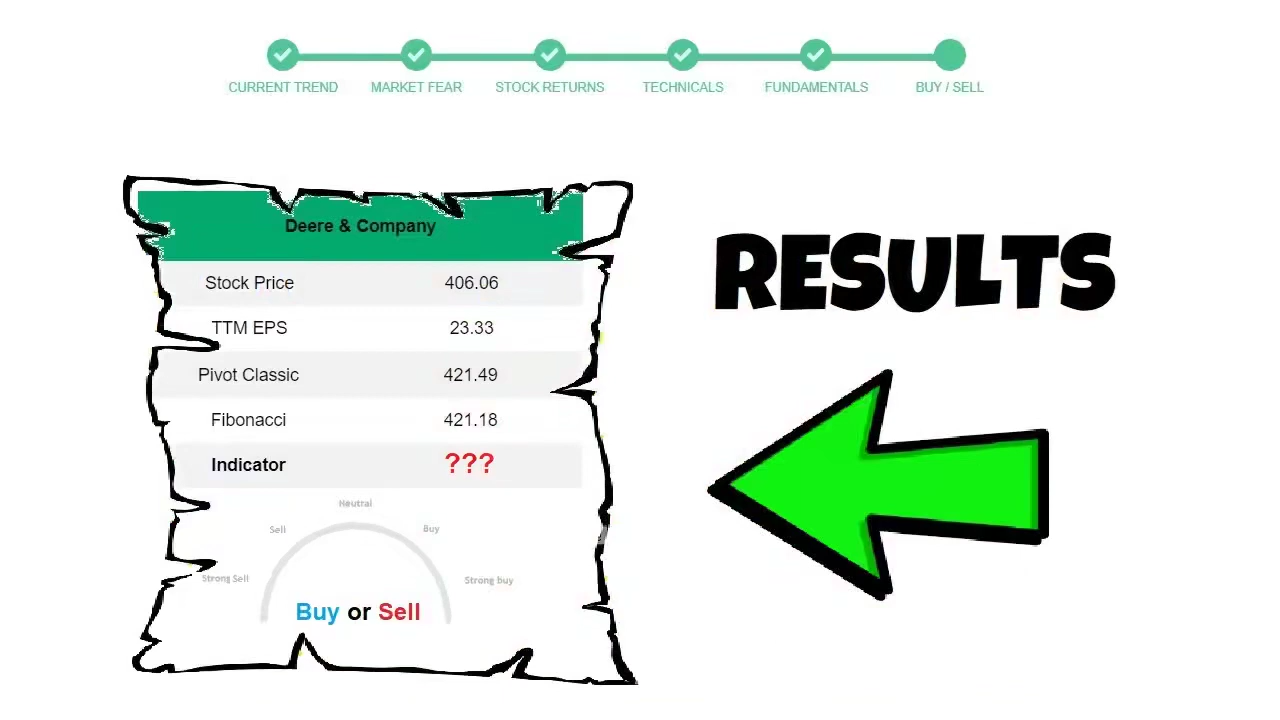 CURRENT TREND MARKET FEAR STOCK RETURNS TECHNICALS FUNDAMENTALS BUY / SELL
Deere & Company
Stock Price 406.06
TTM EPS 23.33
Pivot Classic 421.49
Fibonacci 421.18
Indicator ???
Neutral
Sell Buy
Strong Sell Strong buy
Buy or Sell
RESULTS